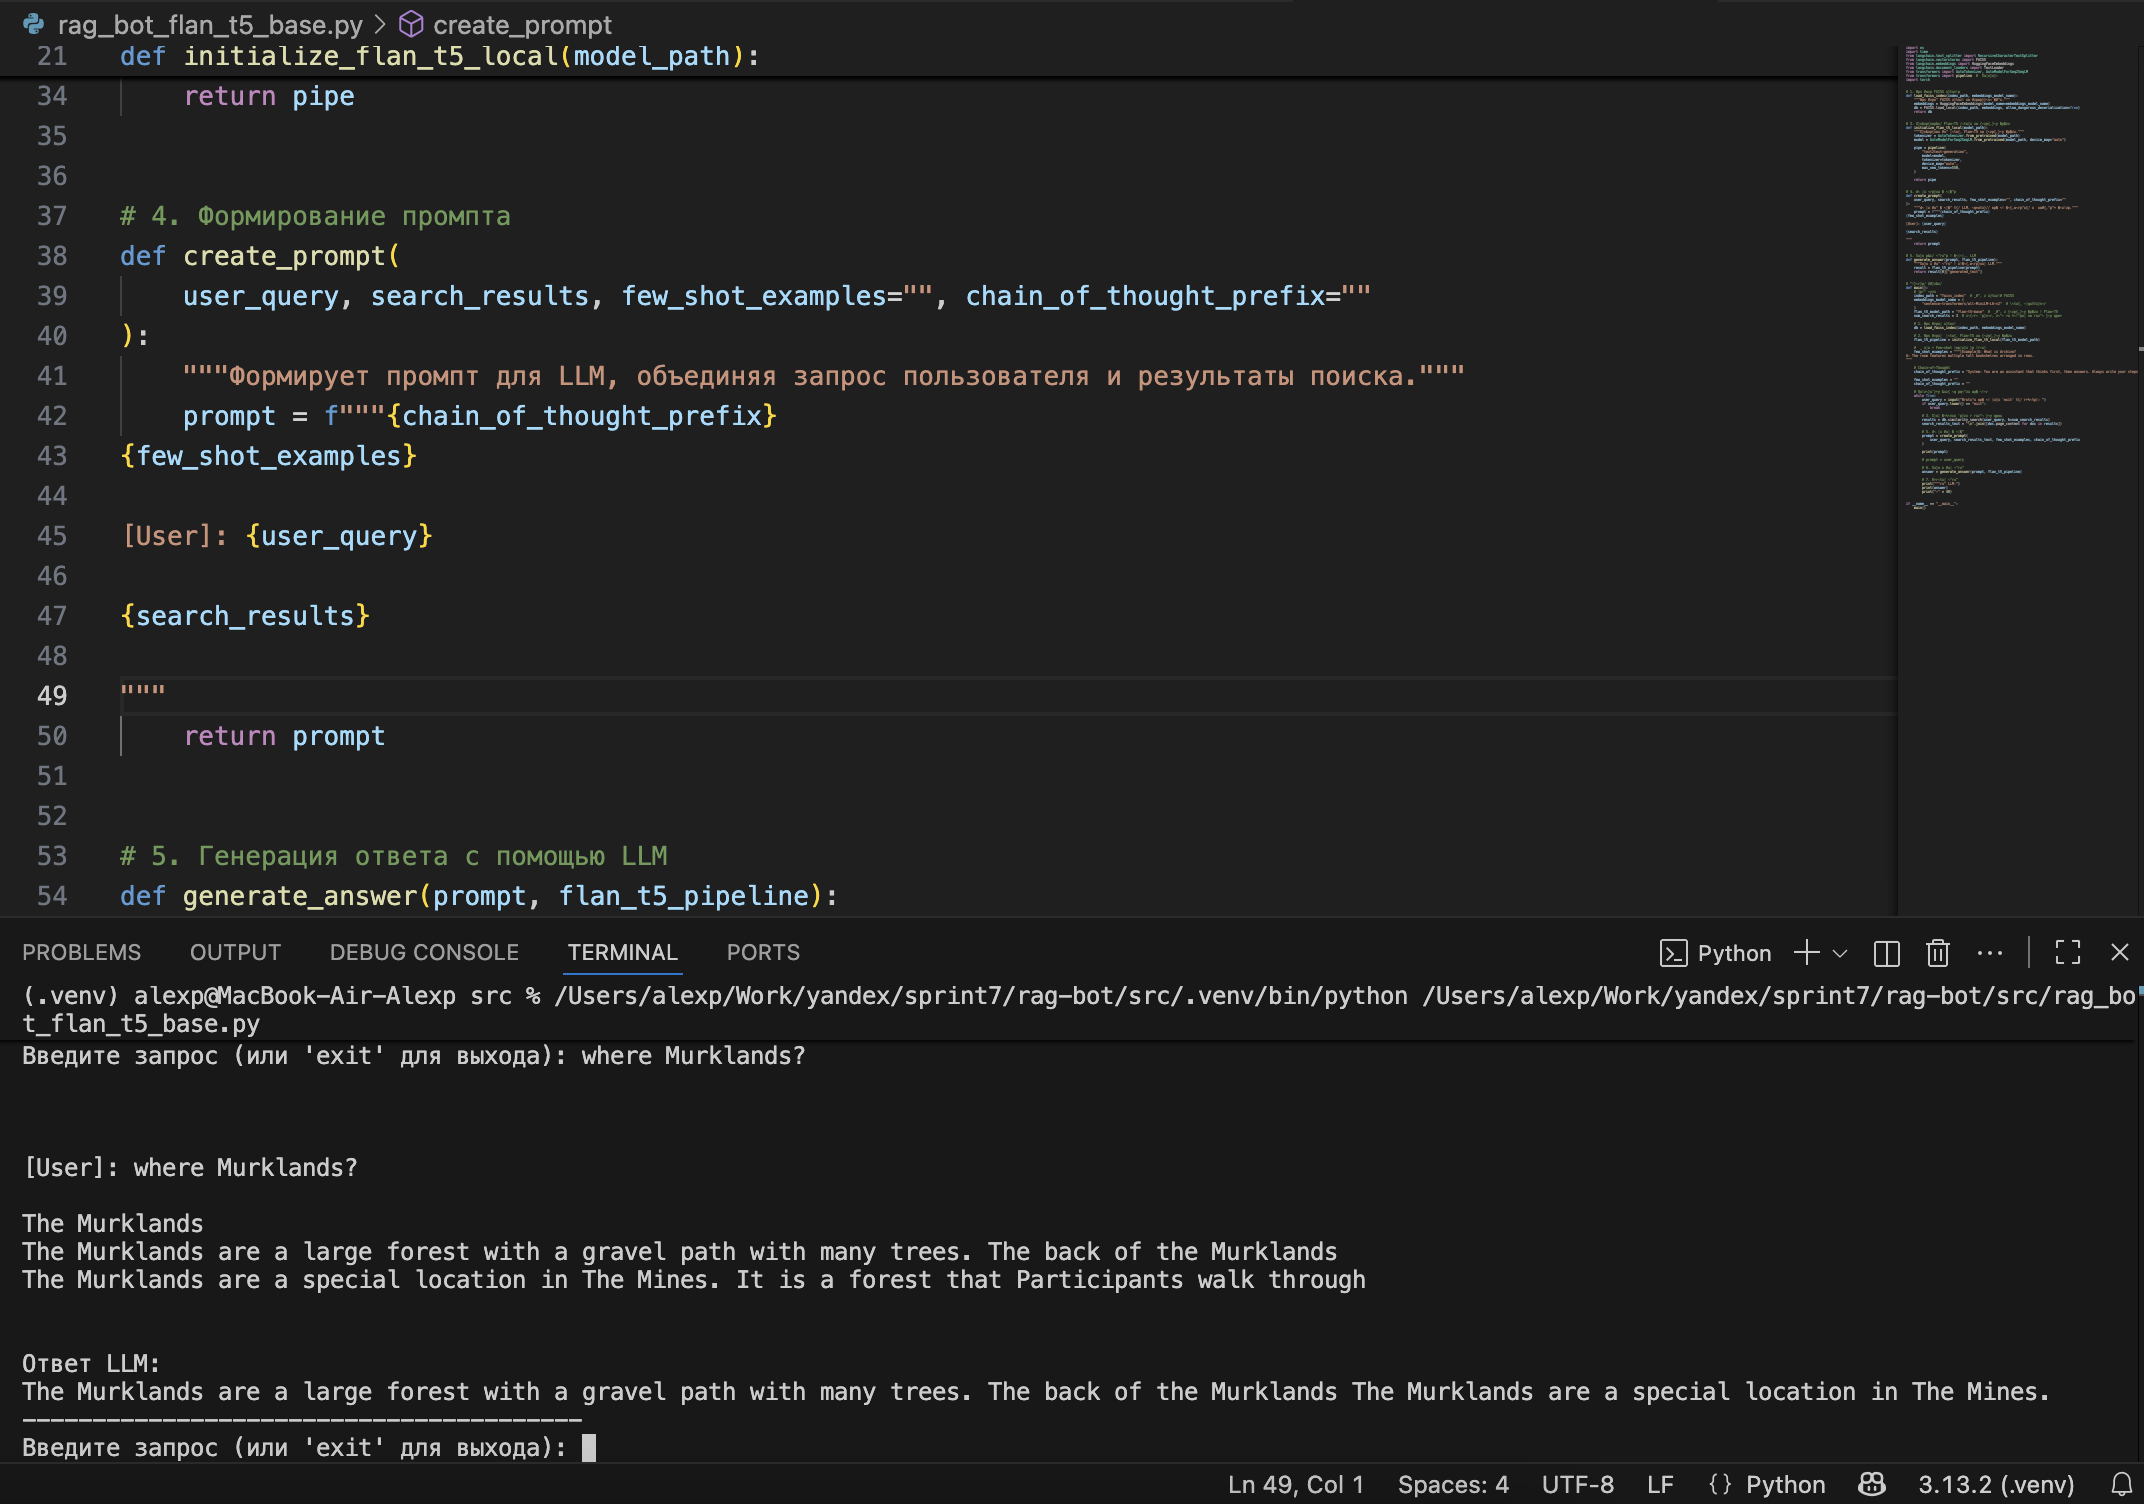 rag_bot_flan_t5_base.py > create_prompt
21 def initialize_flan_t5_local(model_path):
34 return pipe
35
36
37 # 4. Формирование промпта
38 def create_prompt(
39 user_query, search_results, few_shot_examples="", chain_of_thought_prefix=""
40 ):
41 """Формирует промпт для LLM, объединяя запрос пользователя и результаты поиска."""
42 prompt = f"""{chain_of_thought_prefix}
43 {few_shot_examples}
44
45 [User]: {user_query}
46
47 {search_results}
48
49 """
50 return prompt
51
52
53 # 5. Генерация ответа с помощью LLM
54 def generate_answer(prompt, flan_t5_pipeline):
PROBLEMS OUTPUT DEBUG CONSOLE TERMINAL PORTS Python
(.venv) alexp@MacBook-Air-Alexp src % /Users/alexp/Work/yandex/sprint7/rag-bot/src/.venv/bin/python /Users/alexp/Work/yandex/sprint7/rag-bot/src/rag_bo
t_flan_t5_base.py
Введите запрос (или 'exit' для выхода): where Murklands?
[User]: where Murklands?
The Murklands
The Murklands are a large forest with a gravel path with many trees. The back of the Murklands
The Murklands are a special location in The Mines. It is a forest that Participants walk through
Ответ LLM:
The Murklands are a large forest with a gravel path with many trees. The back of the Murklands The Murklands are a special location in The Mines.
----------------------------------------
Введите запрос (или 'exit' для выхода):
Ln 49, Col 1 Spaces: 4 UTF-8 LF {} Python 3.13.2 (.venv)